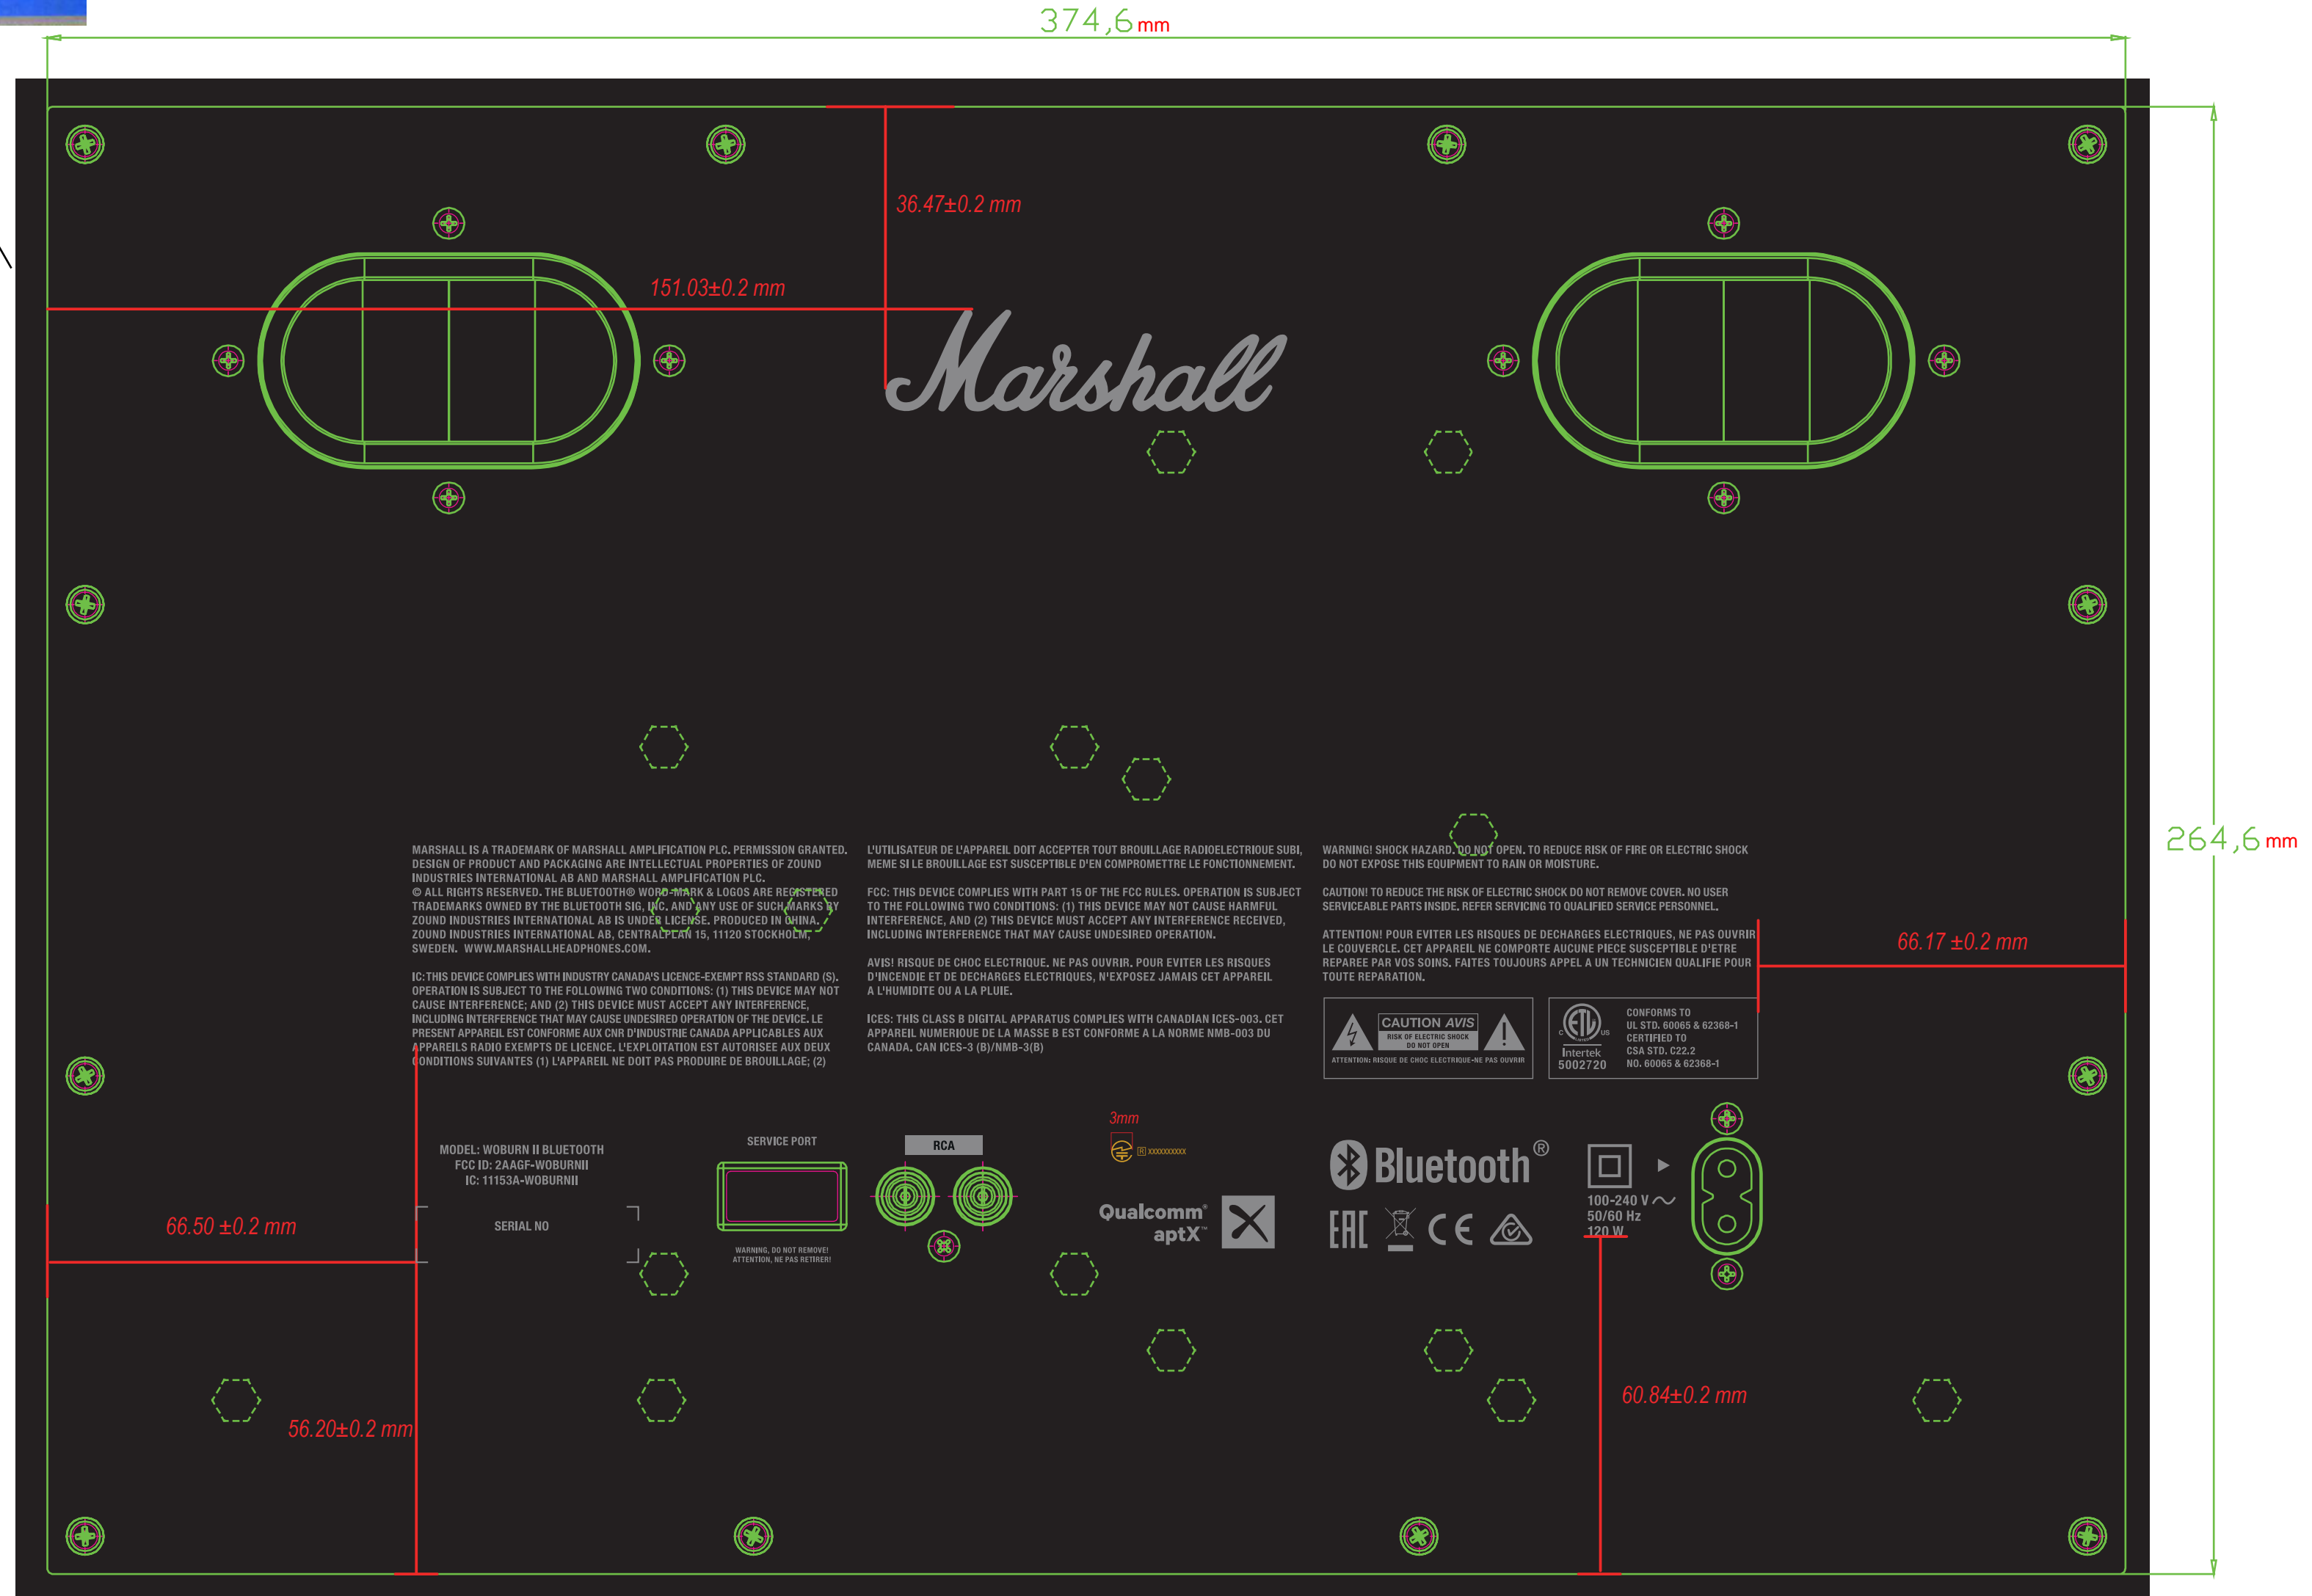 374,6 mm
36.47±0.2 mm
151.03±0.2 mm
Marshall
264,6 mm
MARSHALL IS A TRADEMARK OF MARSHALL AMPLIFICATION PLC. PERMISSION GRANTED.
DESIGN OF PRODUCT AND PACKAGING ARE INTELLECTUAL PROPERTIES OF ZOUND
INDUSTRIES INTERNATIONAL AB AND MARSHALL AMPLIFICATION PLC.
© ALL RIGHTS RESERVED. THE BLUETOOTH® WORD-MARK & LOGOS ARE REGISTERED
TRADEMARKS OWNED BY THE BLUETOOTH SIG, INC. AND ANY USE OF SUCH MARKS BY
ZOUND INDUSTRIES INTERNATIONAL AB IS UNDER LICENSE. PRODUCED IN CHINA.
ZOUND INDUSTRIES INTERNATIONAL AB, CENTRALPLAN 15, 11120 STOCKHOLM,
SWEDEN. WWW.MARSHALLHEADPHONES.COM.
IC:THIS DEVICE COMPLIES WITH INDUSTRY CANADA'S LICENCE-EXEMPT RSS STANDARD (S).
OPERATION IS SUBJECT TO THE FOLLOWING TWO CONDITIONS: (1) THIS DEVICE MAY NOT
CAUSE INTERFERENCE; AND (2) THIS DEVICE MUST ACCEPT ANY INTERFERENCE,
INCLUDING INTERFERENCE THAT MAY CAUSE UNDESIRED OPERATION OF THE DEVICE. LE
PRESENT APPAREIL EST CONFORME AUX CNR D'INDUSTRIE CANADA APPLICABLES AUX
APPAREILS RADIO EXEMPTS DE LICENCE. L'EXPLOITATION EST AUTORISEE AUX DEUX
CONDITIONS SUIVANTES (1) L'APPAREIL NE DOIT PAS PRODUIRE DE BROUILLAGE; (2)
L'UTILISATEUR DE L'APPAREIL DOIT ACCEPTER TOUT BROUILLAGE RADIOELECTRIQUE SUBI,
MEME SI LE BROUILLAGE EST SUSCEPTIBLE D'EN COMPROMETTRE LE FONCTIONNEMENT.
FCC: THIS DEVICE COMPLIES WITH PART 15 OF THE FCC RULES. OPERATION IS SUBJECT
TO THE FOLLOWING TWO CONDITIONS: (1) THIS DEVICE MAY NOT CAUSE HARMFUL
INTERFERENCE, AND (2) THIS DEVICE MUST ACCEPT ANY INTERFERENCE RECEIVED,
INCLUDING INTERFERENCE THAT MAY CAUSE UNDESIRED OPERATION.
AVIS! RISQUE DE CHOC ELECTRIQUE. NE PAS OUVRIR. POUR EVITER LES RISQUES
D'INCENDIE ET DE DECHARGES ELECTRIQUES, N'EXPOSEZ JAMAIS CET APPAREIL
A L'HUMIDITE OU A LA PLUIE.
ICES: THIS CLASS B DIGITAL APPARATUS COMPLIES WITH CANADIAN ICES-003. CET
APPAREIL NUMERIQUE DE LA MASSE B EST CONFORME A LA NORME NMB-003 DU
CANADA. CAN ICES-3 (B)/NMB-3(B)
WARNING! SHOCK HAZARD. DO NOT OPEN. TO REDUCE RISK OF FIRE OR ELECTRIC SHOCK
DO NOT EXPOSE THIS EQUIPMENT TO RAIN OR MOISTURE.
CAUTION! TO REDUCE THE RISK OF ELECTRIC SHOCK DO NOT REMOVE COVER. NO USER
SERVICEABLE PARTS INSIDE. REFER SERVICING TO QUALIFIED SERVICE PERSONNEL.
ATTENTION! POUR EVITER LES RISQUES DE DECHARGES ELECTRIQUES, NE PAS OUVRIR
LE COUVERCLE. CET APPAREIL NE COMPORTE AUCUNE PIECE SUSCEPTIBLE D'ETRE
REPAREE PAR VOS SOINS. FAITES TOUJOURS APPEL A UN TECHNICIEN QUALIFIE POUR
TOUTE REPARATION.
66.17 ±0.2 mm
CAUTION AVIS
RISK OF ELECTRIC SHOCK
DO NOT OPEN
ATTENTION: RISQUE DE CHOC ELECTRIQUE-NE PAS OUVRIR
C ETL US
LISTED
Intertek
5002720
CONFORMS TO
UL STD. 60065 & 62368-1
CERTIFIED TO
CSA STD. C22.2
NO. 60065 & 62368-1
MODEL: WOBURN II BLUETOOTH
FCC ID: 2AAGF-WOBURNII
IC: 11153A-WOBURNII
SERIAL NO
SERVICE PORT
WARNING, DO NOT REMOVE!
ATTENTION, NE PAS RETIRER!
RCA
3mm
R XXXXXXXXXX
Qualcomm®
aptX™
Bluetooth®
EAC CE
100-240 V
50/60 Hz
120 W
66.50 ±0.2 mm
56.20±0.2 mm
60.84±0.2 mm